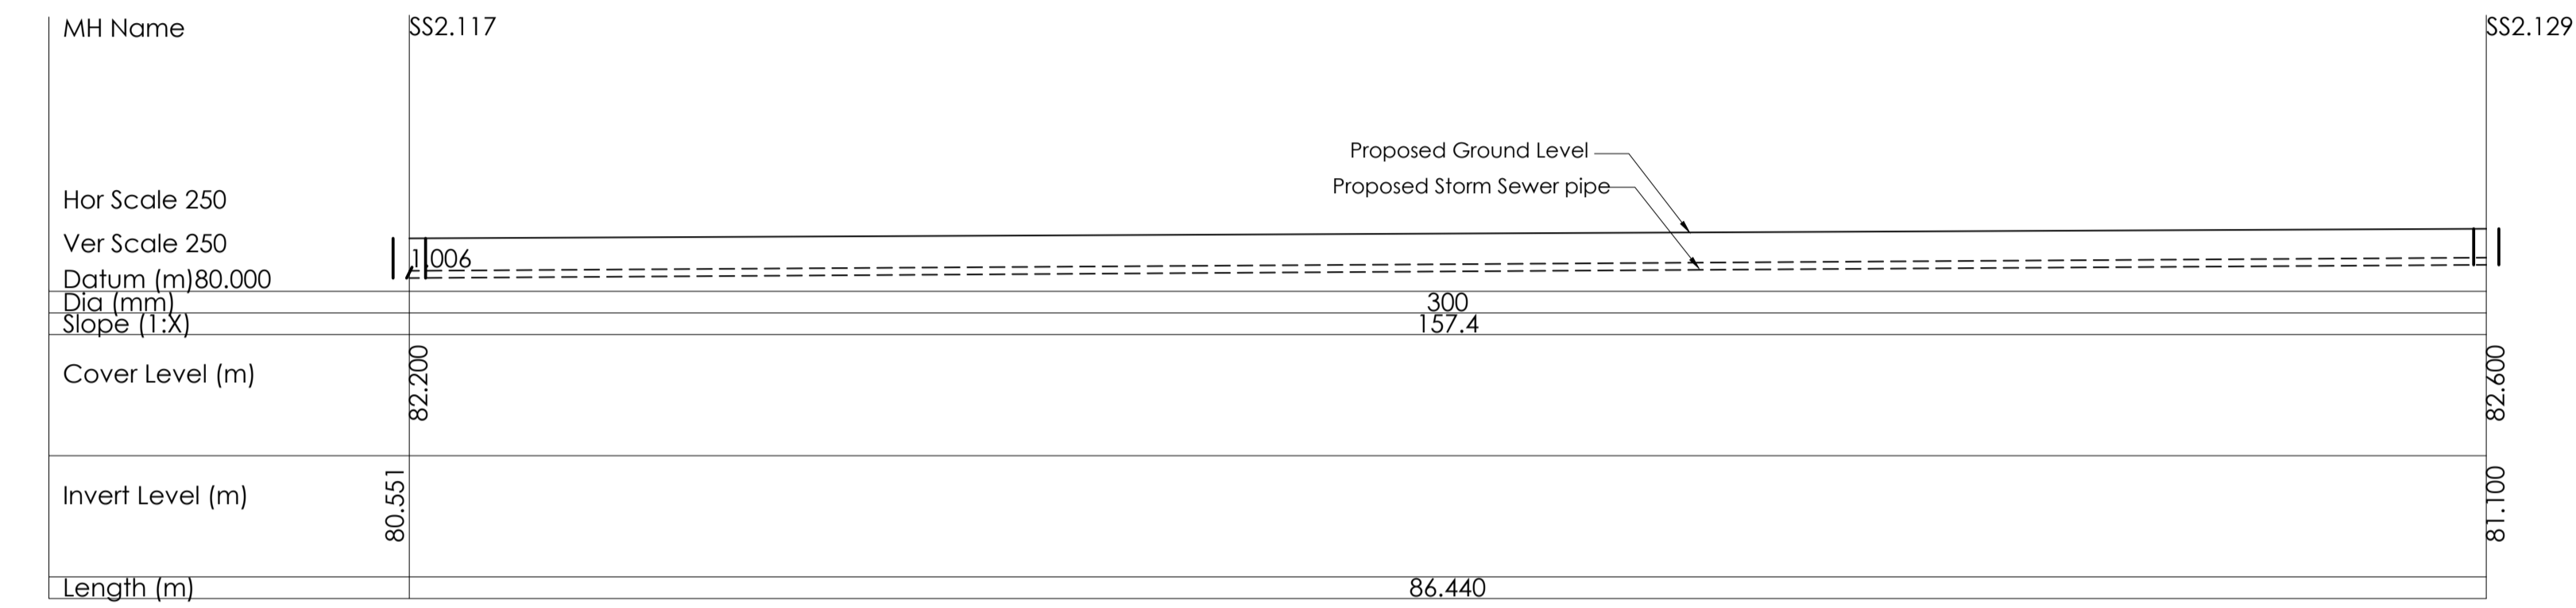 MH Name
SS2.117
SS2.129
Proposed Ground Level
Proposed Storm Sewer pipe
Hor Scale 250
Ver Scale 250
1.006
Datum (m)80.000
Dia (mm)
300
Slope (1:X)
157.4
Cover Level (m)
82.200
82.600
Invert Level (m)
80.551
81.100
Length (m)
86.440